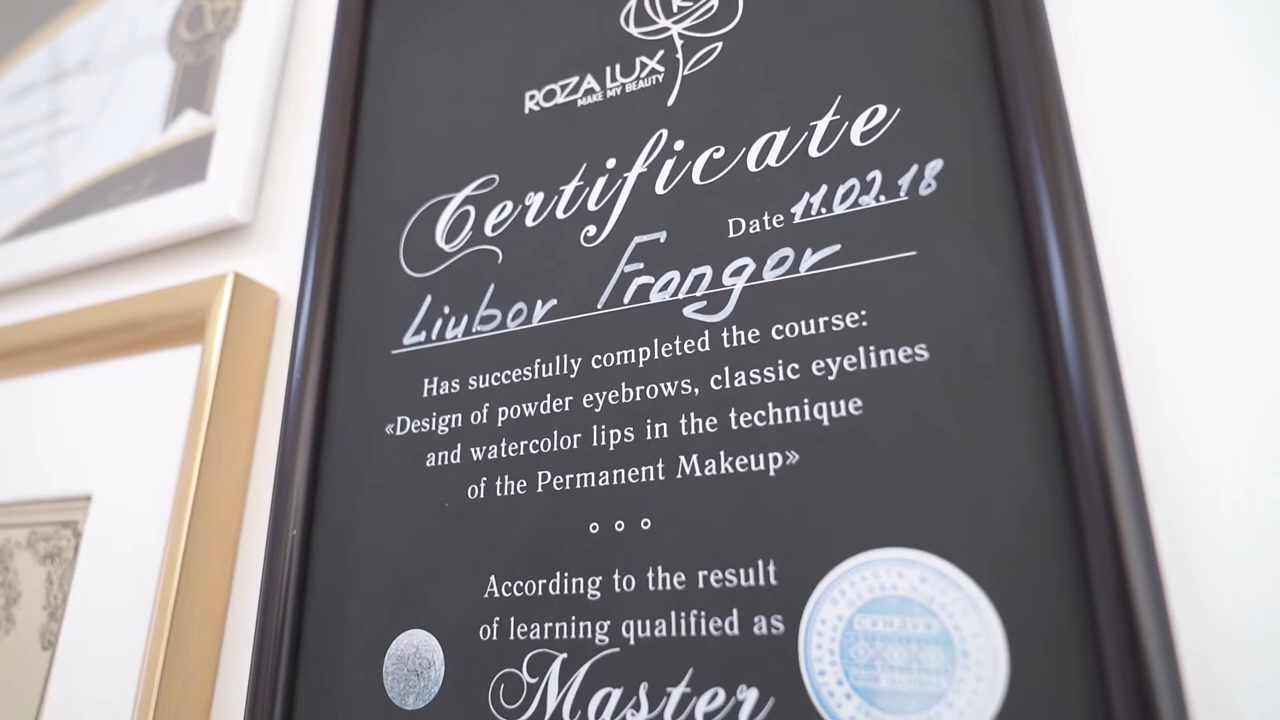 ROZA LUX
MAKE MY BEAUTY
Certificate
Date 11.02.18
Liubov Frangov
Has succesfully completed the course:
«Design of powder eyebrows, classic eyelines
and watercolor lips in the technique
of the Permanent Makeup»
According to the result
of learning qualified as
Master